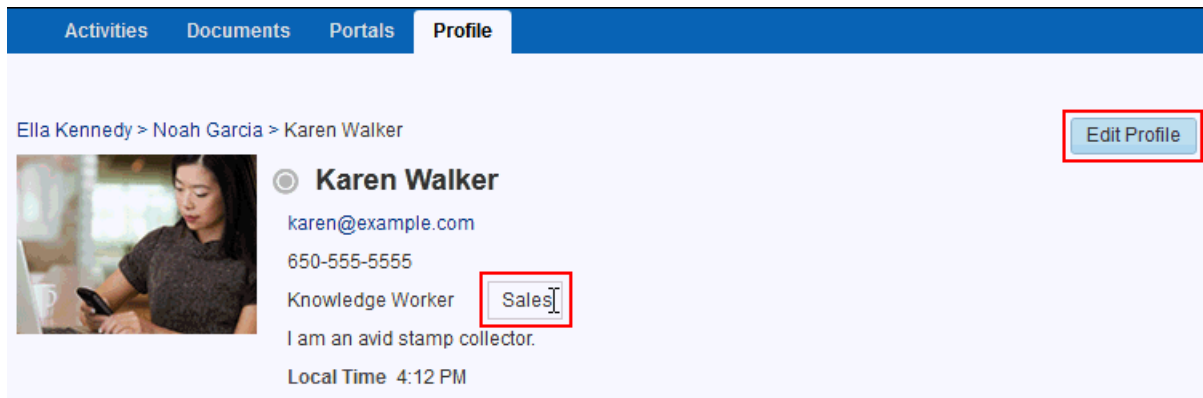 Activities Documents Portals Profile
Ella Kennedy > Noah Garcia > Karen Walker
Edit Profile
Karen Walker
karen@example.com
650-555-5555
Knowledge Worker Sales
I am an avid stamp collector.
Local Time 4:12 PM